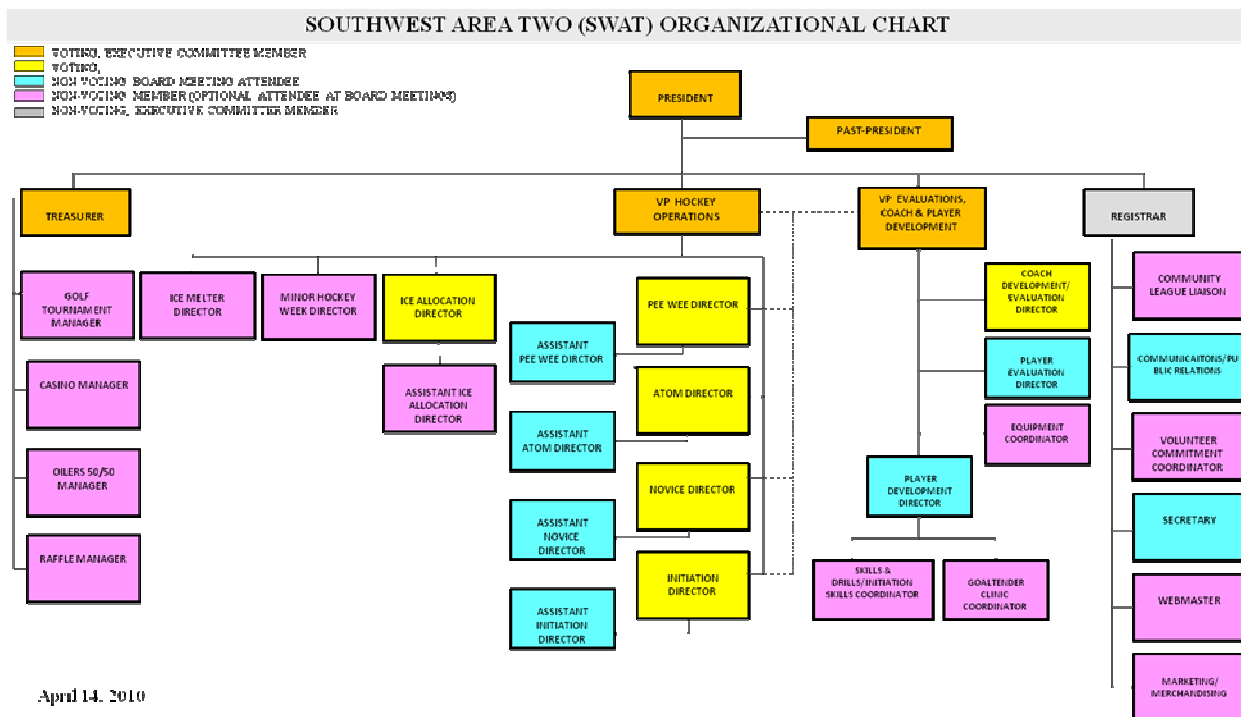 SOUTHWEST AREA TWO (SWAT) ORGANIZATIONAL CHART
VOTING, EXECUTIVE COMMITTEE MEMBER
VOTING,
NON-VOTING BOARD MEETING ATTENDEE
NON-VOTING MEMBER (OPTIONAL ATTENDEE AT BOARD MEETINGS)
NON-VOTING, EXECUTIVE COMMITTEE MEMBER
PRESIDENT
PAST-PRESIDENT
TREASURER
VP HOCKEY
OPERATIONS
VP EVALUATIONS,
COACH & PLAYER
DEVELOPMENT
REGISTRAR
GOLF
TOURNAMENT
MANAGER
ICE MELTER
DIRECTOR
MINOR HOCKEY
WEEK DIRECTOR
ICE ALLOCATION
DIRECTOR
PEE WEE DIRECTOR
COACH
DEVELOPMENT/
EVALUATION
DIRECTOR
COMMUNITY
LEAGUE LIAISON
ASSISTANT
PEE WEE DIRCTOR
CASINO MANAGER
ASSISTANT ICE
ALLOCATION
DIRECTOR
ATOM DIRECTOR
PLAYER
EVALUATION
DIRECTOR
COMMUNICAITONS/PU
BLIC RELATIONS
ASSISTANT
ATOM DIRECTOR
EQUIPMENT
COORDINATOR
VOLUNTEER
COMMITMENT
COORDINATOR
OILERS 50/50
MANAGER
NOVICE DIRECTOR
PLAYER
DEVELOPMENT
DIRECTOR
ASSISTANT
NOVICE
DIRECTOR
SECRETARY
RAFFLE MANAGER
INITIATION
DIRECTOR
SKILLS &
DRILLS/INITIATION
SKILLS COORDINATOR
GOALTENDER
CLINIC
COORDINATOR
ASSISTANT
INITIATION
DIRECTOR
WEBMASTER
MARKETING/
MERCHANDISING
April 14, 2010